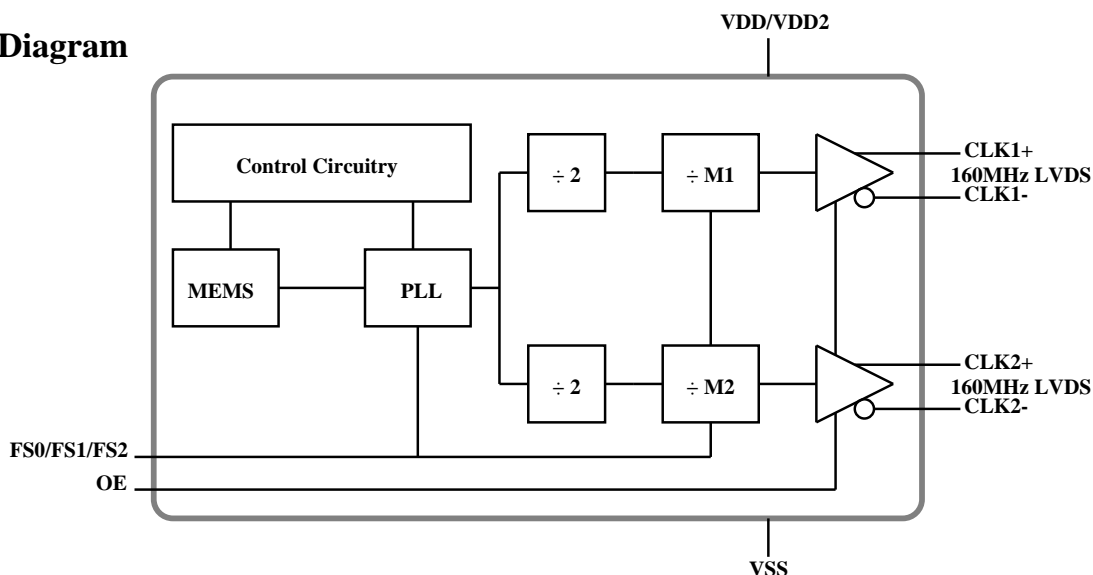 VDD/VDD2
Diagram
Control Circuitry
÷ 2
÷ M1
CLK1+
160MHz LVDS
CLK1-
MEMS
PLL
÷ 2
÷ M2
CLK2+
160MHz LVDS
CLK2-
FS0/FS1/FS2
OE
VSS